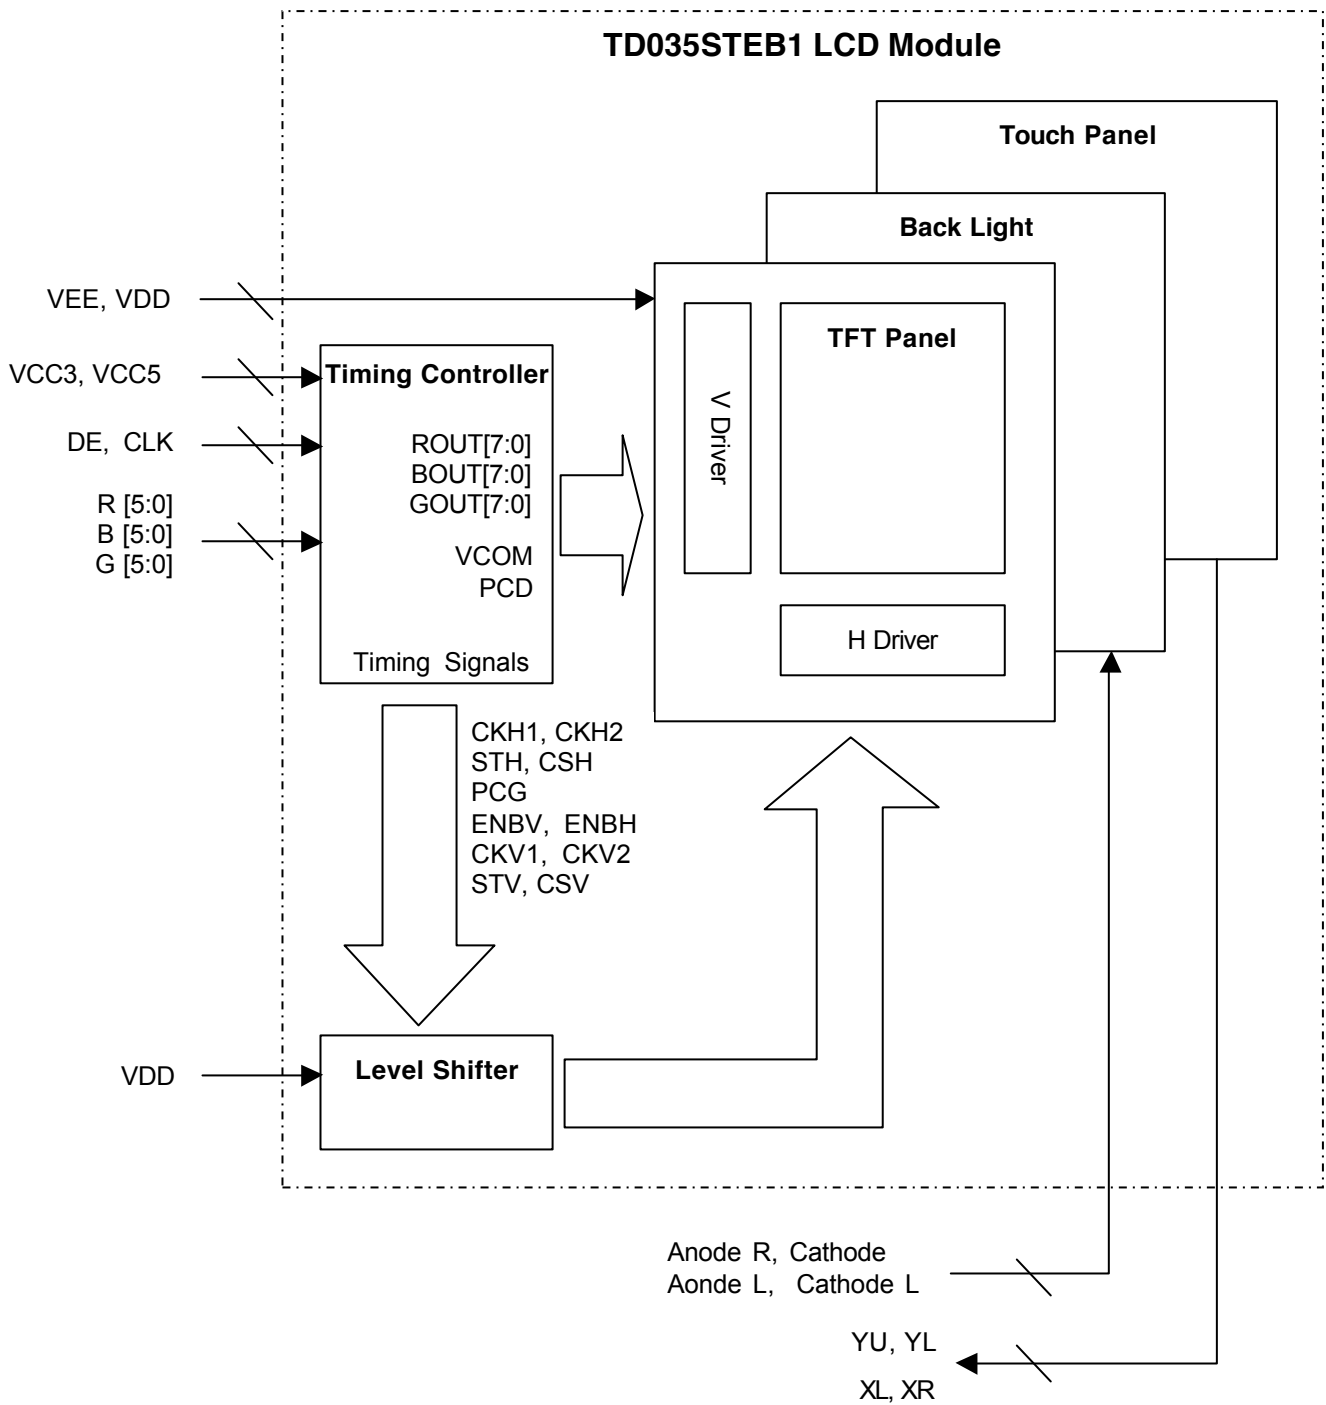 TD035STEB1 LCD Module
Touch Panel
Back Light
VEE, VDD
TFT Panel
V Driver
VCC3, VCC5
Timing Controller
DE, CLK
ROUT[7:0]
BOUT[7:0]
GOUT[7:0]
R [5:0]
B [5:0]
G [5:0]
VCOM
PCD
H Driver
Timing Signals
CKH1, CKH2
STH, CSH
PCG
ENBV, ENBH
CKV1, CKV2
STV, CSV
VDD
Level Shifter
Anode R, Cathode
Aonde L, Cathode L
YU, YL
XL, XR